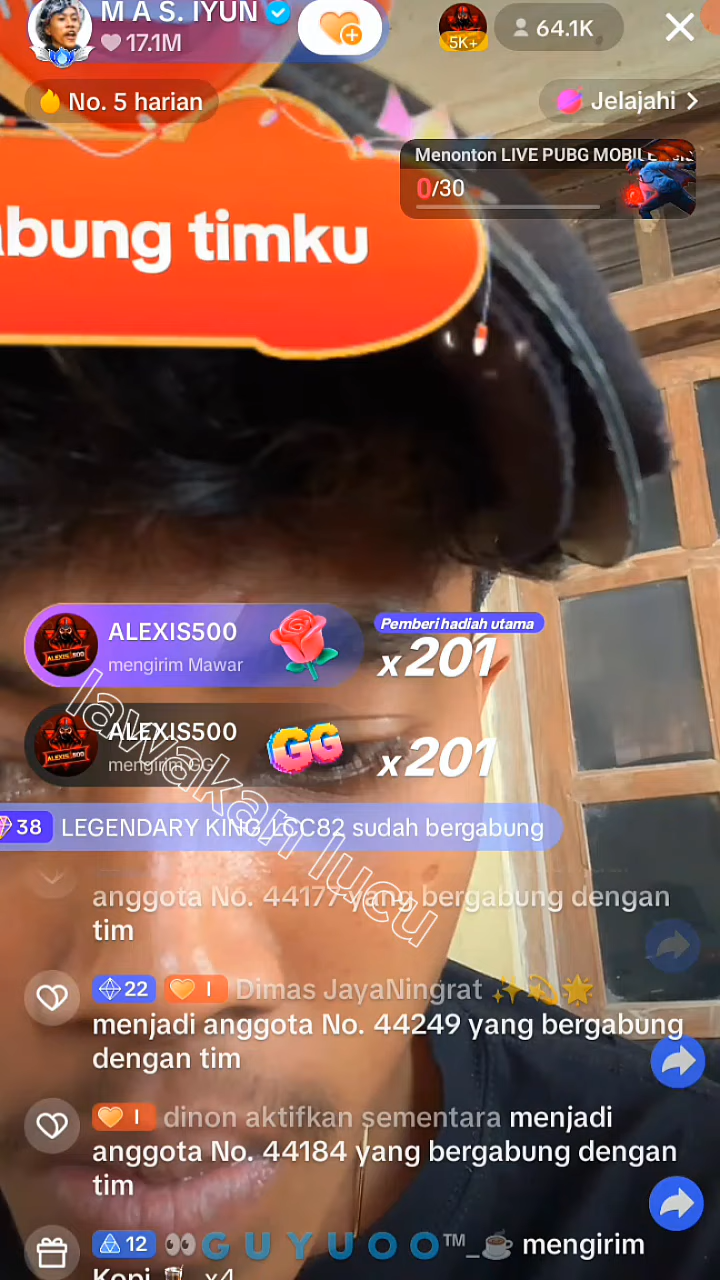 M A S. IYUN
17.1M
5K+
64.1K
No. 5 harian
Jelajahi
Menonton LIVE PUBG MOBILE
0/30
abung timku
ALEXIS500
mengirim Mawar
Pemberi hadiah utama
x201
ALEXIS500
mengirim GG
GG
x201
lawakan lucu
38 LEGENDARY KING LCC82 sudah bergabung
anggota No. 44177 yang bergabung dengan
tim
22 I Dimas JayaNingrat ✨💫🌟
menjadi anggota No. 44249 yang bergabung
dengan tim
I dinon aktifkan sementara menjadi
anggota No. 44184 yang bergabung dengan
tim
12 👀G U Y U O O™_☕ mengirim
Kopi x4